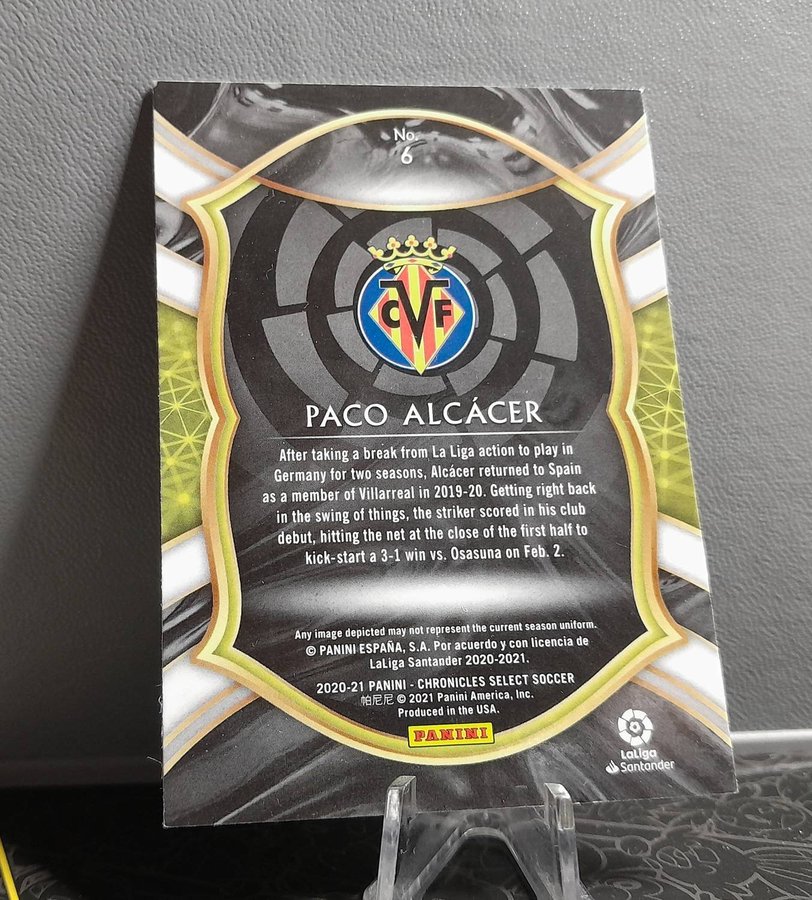 No.
6
CVF
PACO ALCÁCER
After taking a break from La Liga action to play in
Germany for two seasons, Alcácer returned to Spain
as a member of Villarreal in 2019-20. Getting right back
in the swing of things, the striker scored in his club
debut, hitting the net at the close of the first half to
kick-start a 3-1 win vs. Osasuna on Feb. 2.
Any image depicted may not represent the current season uniform.
© PANINI ESPAÑA, S.A. Por acuerdo y con licencia de
LaLiga Santander 2020-2021.
2020-21 PANINI - CHRONICLES SELECT SOCCER
帕尼尼 © 2021 Panini America, Inc.
Produced in the USA.
PANINI
LaLiga
Santander